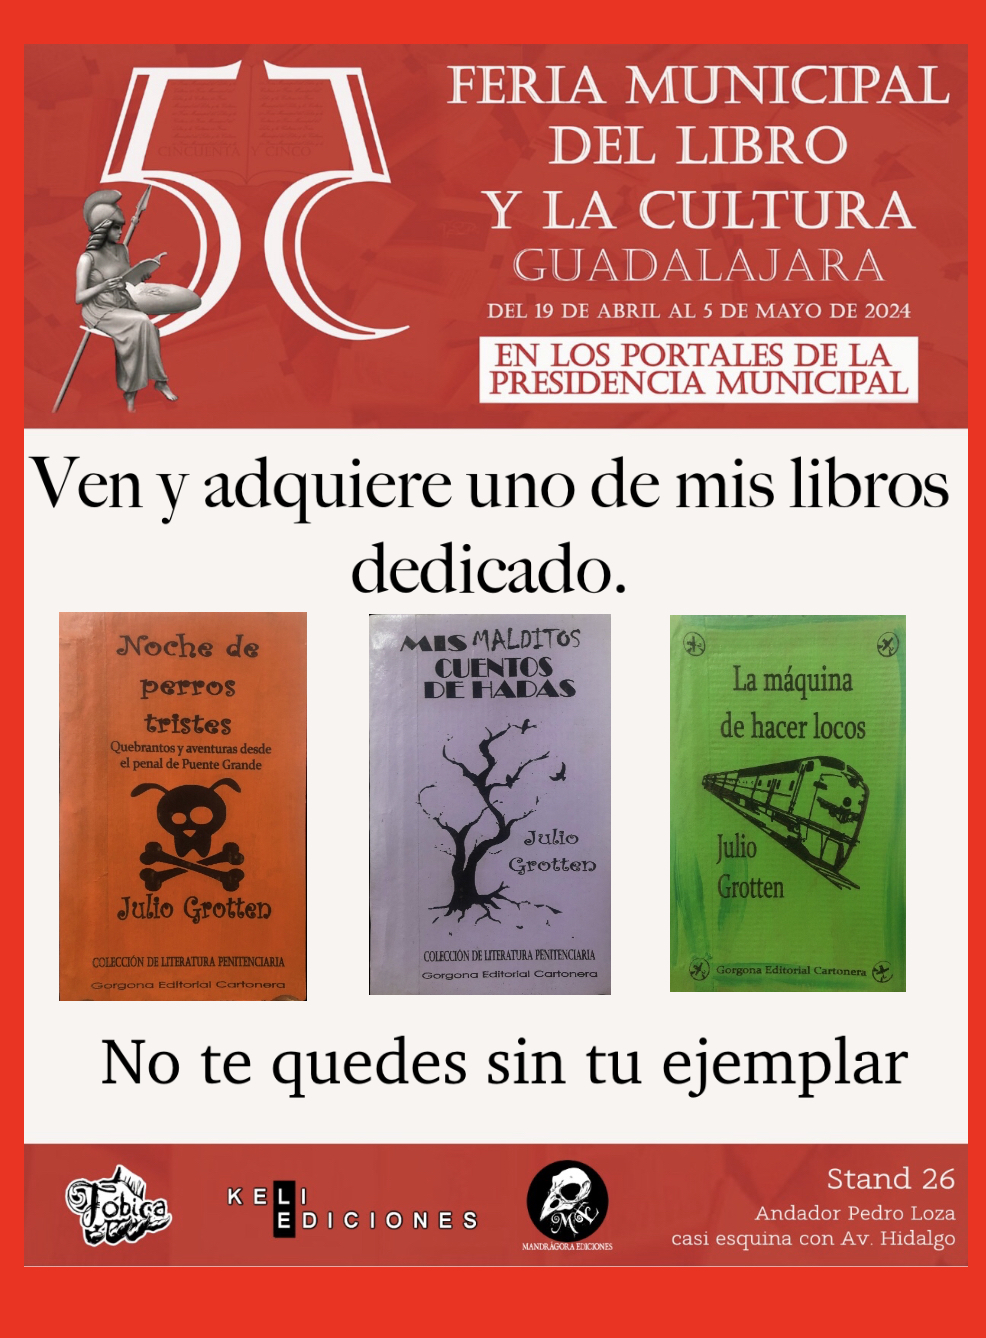 55
FERIA MUNICIPAL
DEL LIBRO
Y LA CULTURA
GUADALAJARA
DEL 19 DE ABRIL AL 5 DE MAYO DE 2024
EN LOS PORTALES DE LA
PRESIDENCIA MUNICIPAL
CINCUENTA Y CINCO
Ven y adquiere uno de mis libros
dedicado.
Noche de
perros
tristes
Quebrantos y aventuras desde
el penal de Puente Grande
Julio Grotten
COLECCIÓN DE LITERATURA PENITENCIARIA
Gorgona Editorial Cartonera
MIS MALDITOS
CUENTOS
DE HADAS
Julio
Grotten
COLECCIÓN DE LITERATURA PENITENCIARIA
Gorgona Editorial Cartonera
La máquina
de hacer locos
Julio
Grotten
Gorgona Editorial Cartonera
No te quedes sin tu ejemplar
Fóbica
KELI
EDICIONES
MANDRÁGORA EDICIONES
Stand 26
Andador Pedro Loza
casi esquina con Av. Hidalgo